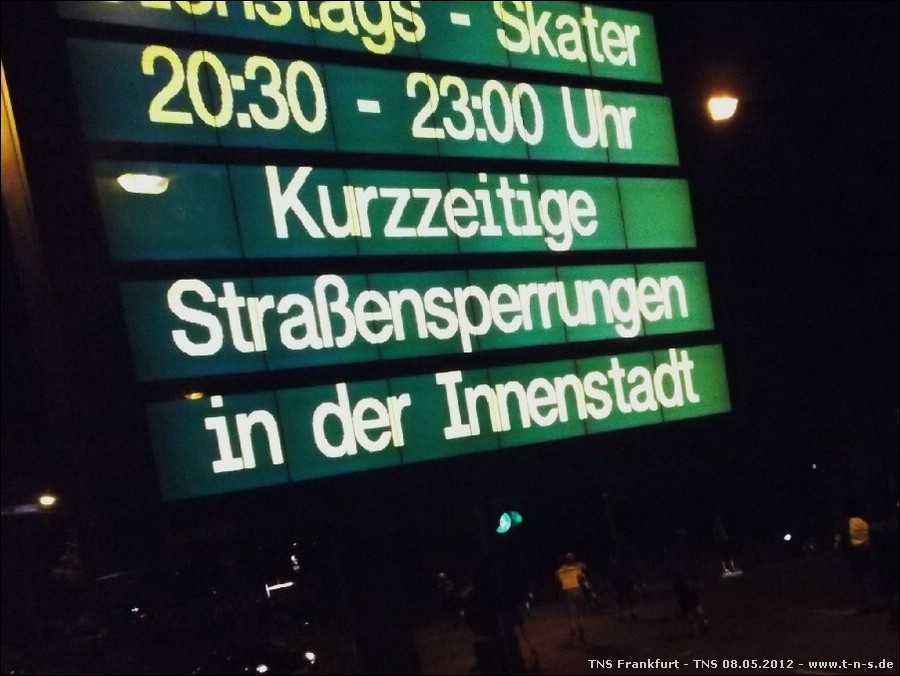 Dienstags - Skater
20:30 - 23:00 Uhr
Kurzzeitige
Straßensperrungen
in der Innenstadt
TNS Frankfurt - TNS 08.05.2012 - www.t-n-s.de